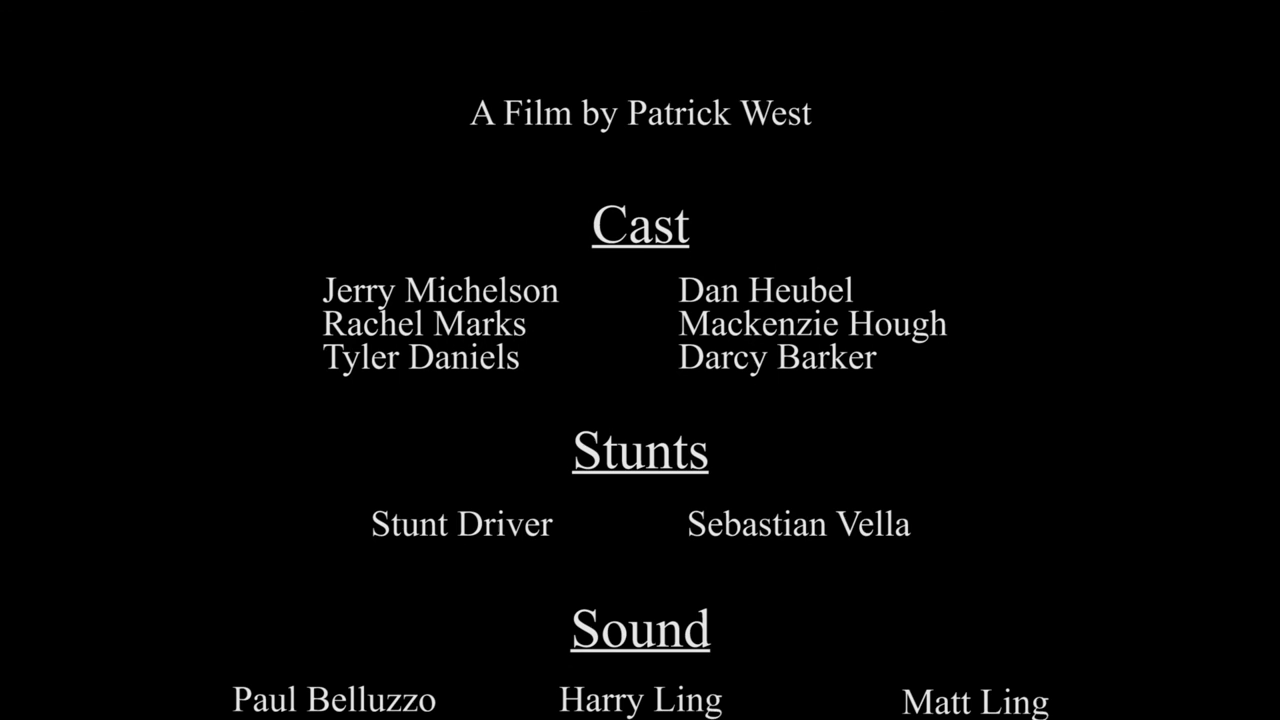 A Film by Patrick West
Cast
Jerry Michelson Dan Heubel
Rachel Marks Mackenzie Hough
Tyler Daniels Darcy Barker
Stunts
Stunt Driver Sebastian Vella
Sound
Paul Belluzzo Harry Ling Matt Ling